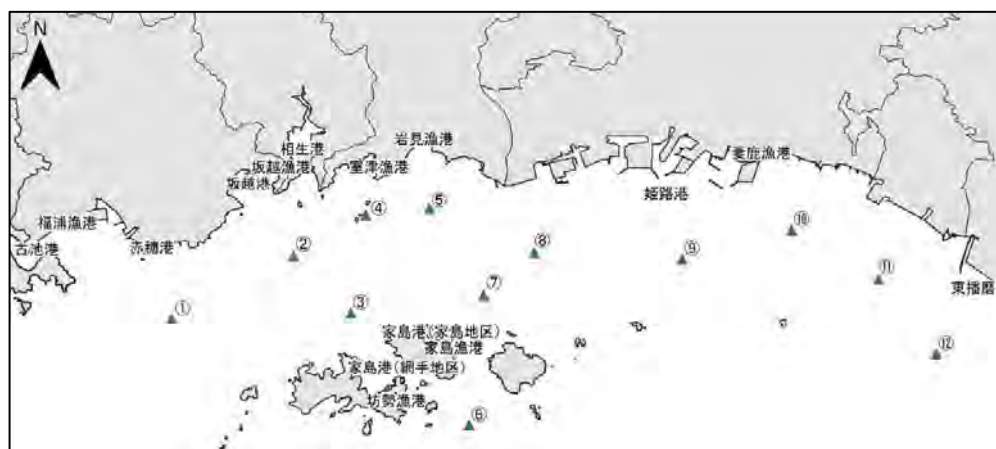 N
岩見漁港
相生港
坂越漁港
室津漁港
妻鹿漁港
坂越港
姫路港
⑤
④
福浦漁港
⑩
赤穂港
古池港
②
⑧
⑨
⑪
東播磨
⑦
①
③
家島港(家島地区)
家島漁港
⑫
家島港(網手地区)
坊勢漁港
⑥